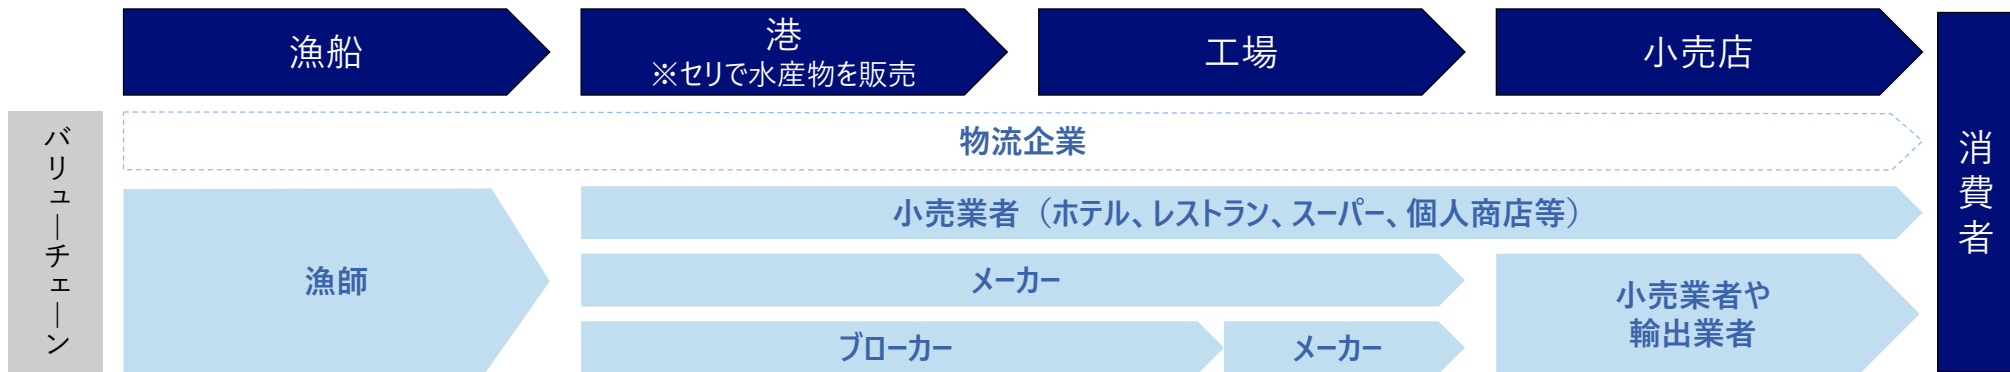 漁船
港
※セリで水産物を販売
工場
小売店
消費者
バリューチェーン
物流企業
小売業者（ホテル、レストラン、スーパー、個人商店等）
漁師
メーカー
小売業者や
輸出業者
ブローカー
メーカー